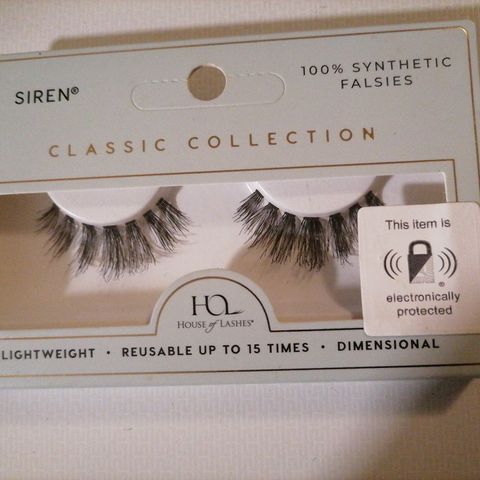 SIREN®
100% SYNTHETIC
FALSIES
CLASSIC COLLECTION
This item is
®
electronically
protected
HOL
HOUSE of LASHES®
LIGHTWEIGHT • REUSABLE UP TO 15 TIMES • DIMENSIONAL